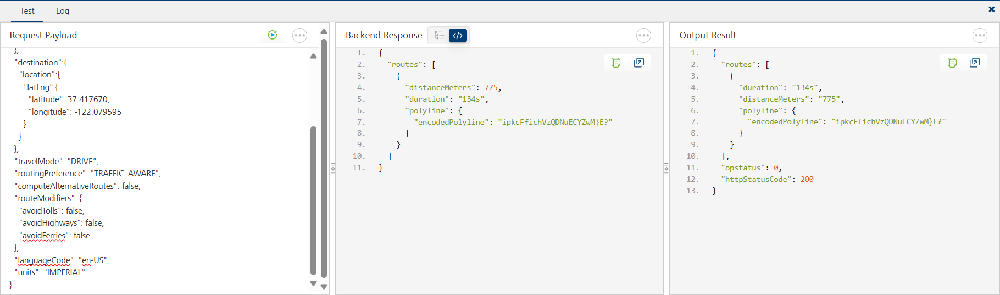 Test
Log
Request Payload
},
"destination":{
"location":{
"latLng":{
"latitude": 37.417670,
"longitude": -122.079595
}
}
},
"travelMode": "DRIVE",
"routingPreference": "TRAFFIC_AWARE",
"computeAlternativeRoutes": false,
"routeModifiers": {
"avoidTolls": false,
"avoidHighways": false,
"avoidFerries": false
},
"languageCode": "en-US",
"units": "IMPERIAL"
}
Backend Response
1. {
2. "routes": [
3. {
4. "distanceMeters": 775,
5. "duration": "134s",
6. "polyline": {
7. "encodedPolyline": "ipkcFfichVzQDNuECYZwM}E?"
8. }
9. }
10. ]
11. }
Output Result
1. {
2. "routes": [
3. {
4. "duration": "134s",
5. "distanceMeters": "775",
6. "polyline": {
7. "encodedPolyline": "ipkcFfichVzQDNuECYZwM}E?"
8. }
9. }
10. ],
11. "opstatus": 0,
12. "httpStatusCode": 200
13. }